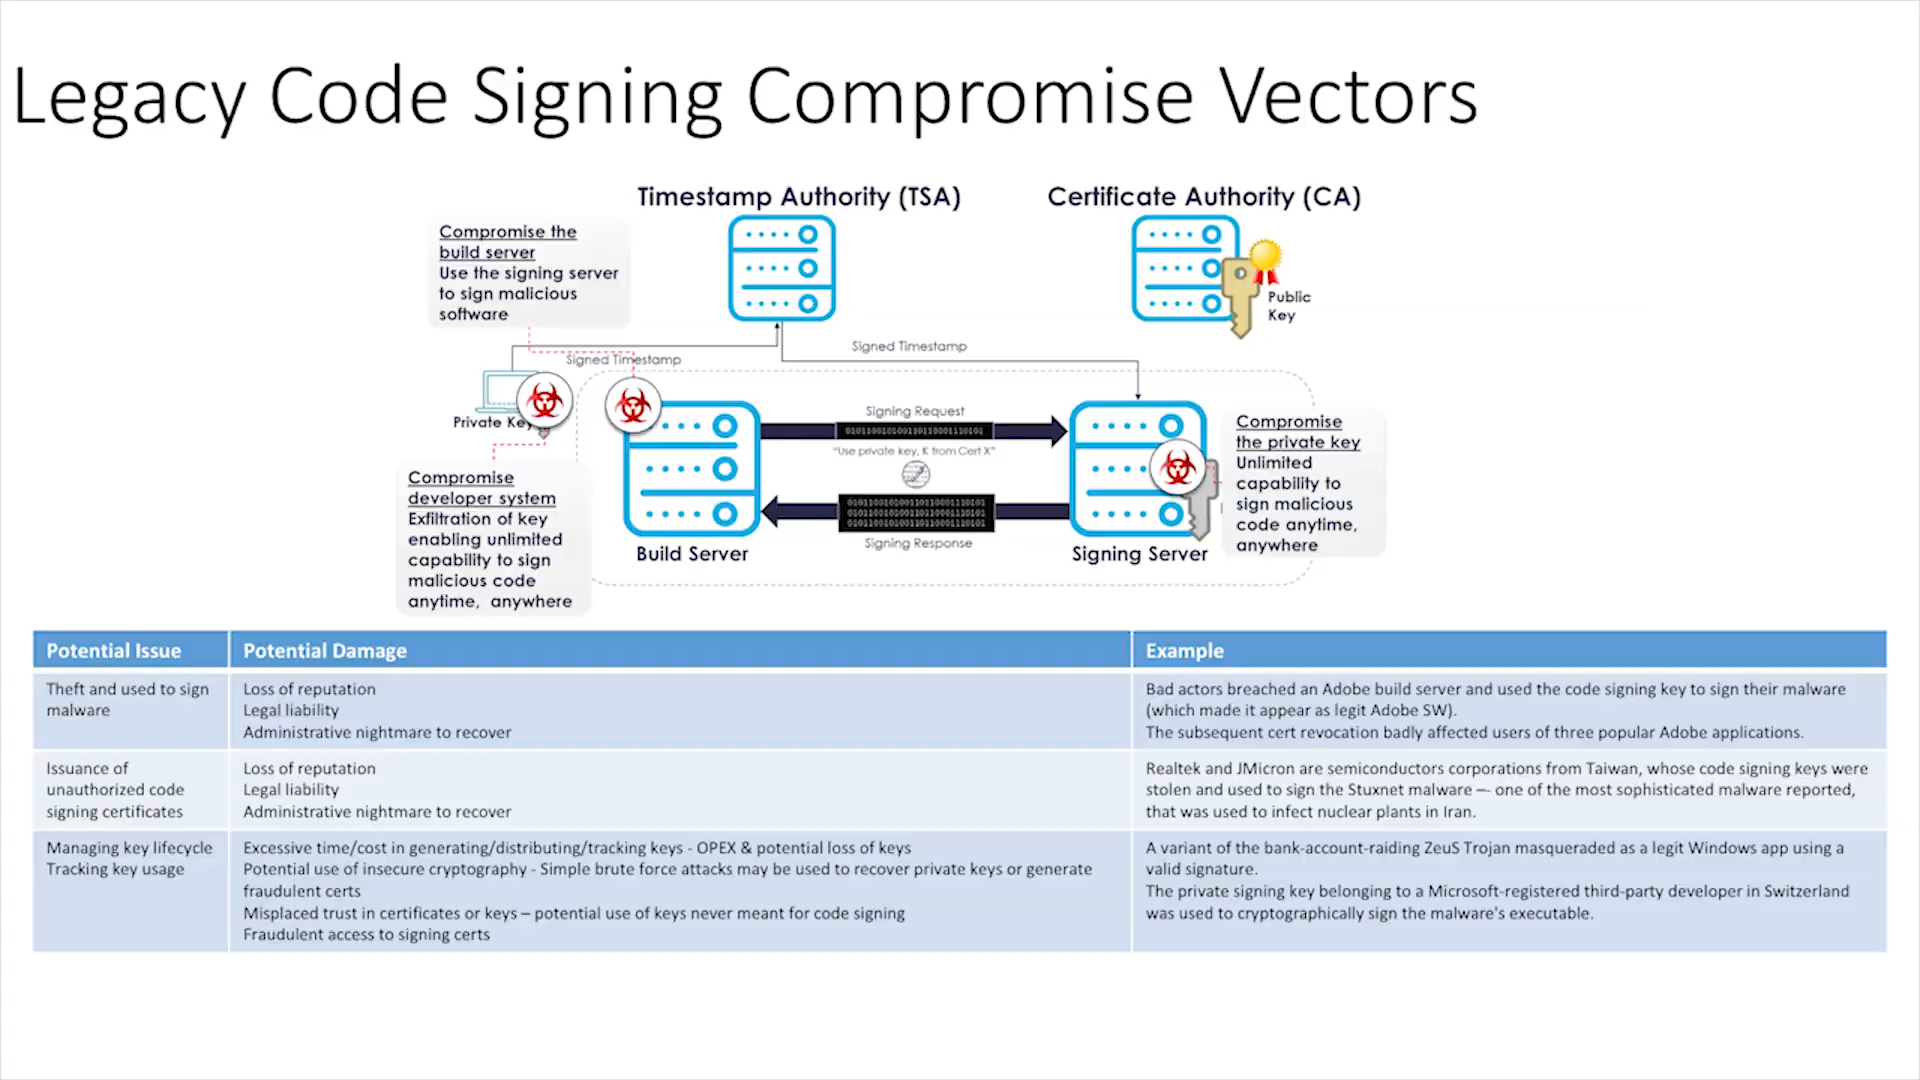 Legacy Code Signing Compromise Vectors
Timestamp Authority (TSA)
Certificate Authority (CA)
Compromise the
build server
Use the signing server
to sign malicious
software
Public
Key
Signed Timestamp
Signed Timestamp
Private Key
Signing Request
010110010100110110001110101
"Use private key, K from Cert X"
010110010100110110001110101
010110010100110110001110101
010110010100110110001110101
Signing Response
Build Server
Signing Server
Compromise
the private key
Unlimited
capability to
sign malicious
code anytime,
anywhere
Compromise
developer system
Exfiltration of key
enabling unlimited
capability to sign
malicious code
anytime, anywhere
Potential Issue
Potential Damage
Example
Theft and used to sign
malware
Loss of reputation
Legal liability
Administrative nightmare to recover
Bad actors breached an Adobe build server and used the code signing key to sign their malware
(which made it appear as legit Adobe SW).
The subsequent cert revocation badly affected users of three popular Adobe applications.
Issuance of
unauthorized code
signing certificates
Loss of reputation
Legal liability
Administrative nightmare to recover
Realtek and JMicron are semiconductors corporations from Taiwan, whose code signing keys were
stolen and used to sign the Stuxnet malware –- one of the most sophisticated malware reported,
that was used to infect nuclear plants in Iran.
Managing key lifecycle
Tracking key usage
Excessive time/cost in generating/distributing/tracking keys - OPEX & potential loss of keys
Potential use of insecure cryptography - Simple brute force attacks may be used to recover private keys or generate
fraudulent certs
Misplaced trust in certificates or keys – potential use of keys never meant for code signing
Fraudulent access to signing certs
A variant of the bank-account-raiding ZeuS Trojan masqueraded as a legit Windows app using a
valid signature.
The private signing key belonging to a Microsoft-registered third-party developer in Switzerland
was used to cryptographically sign the malware's executable.